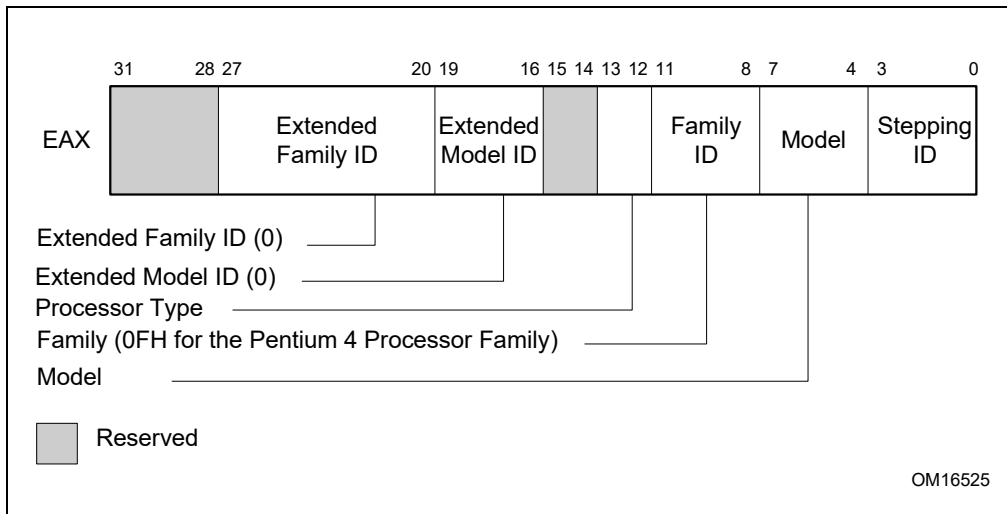 31 28 27 20 19 16 15 14 13 12 11 8 7 4 3 0
EAX
Extended Family ID
Extended Model ID
Family ID
Model
Stepping ID
Extended Family ID (0)
Extended Model ID (0)
Processor Type
Family (0FH for the Pentium 4 Processor Family)
Model
Reserved
OM16525